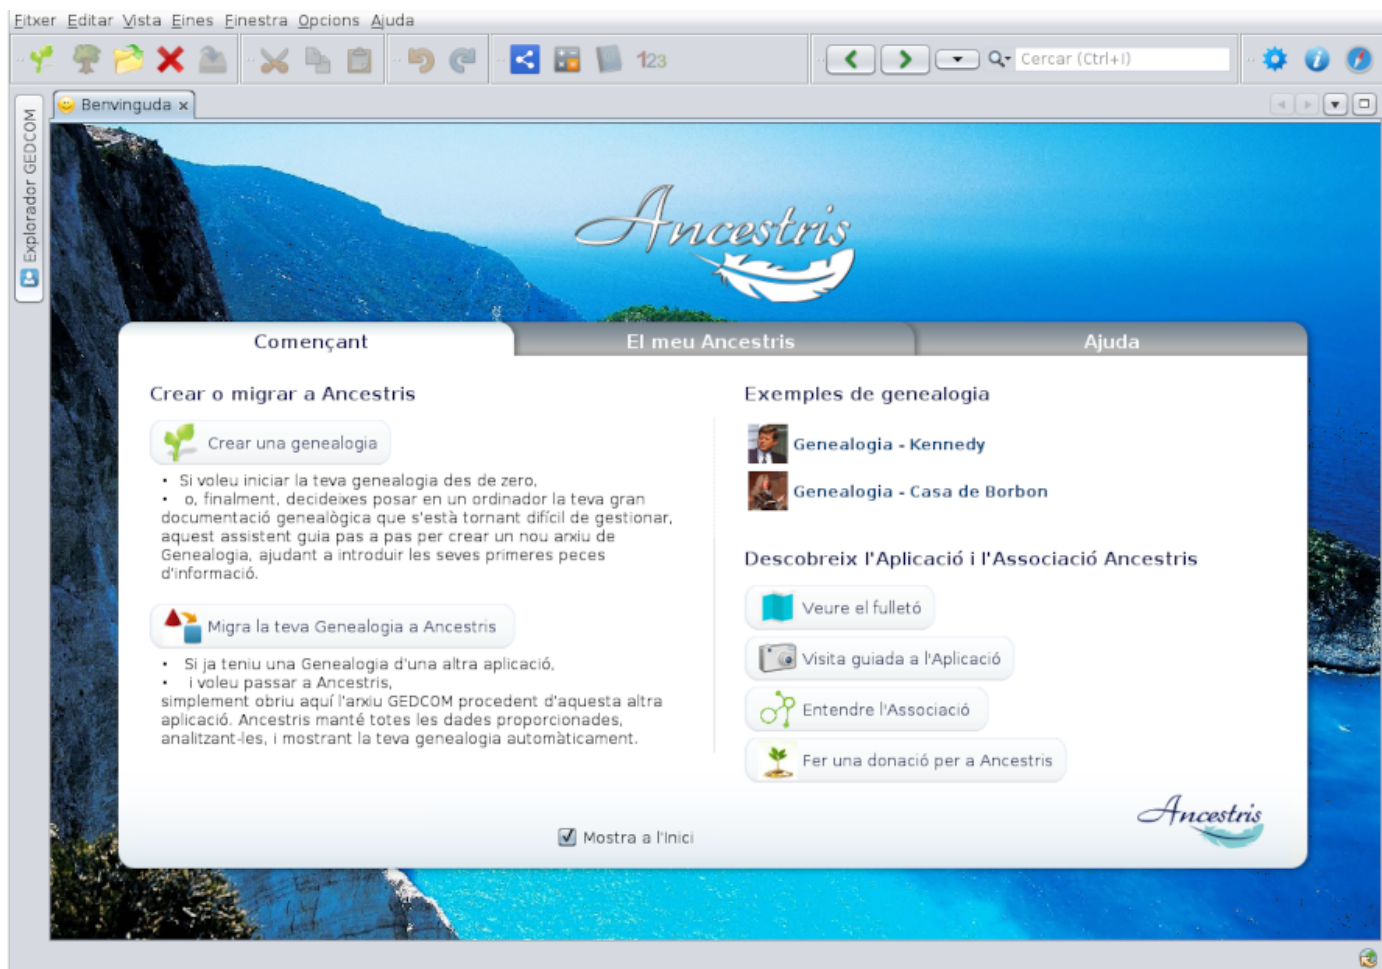 Fitxer Editar Vista Eines Finestra Opcions Ajuda
123
Cercar (Ctrl+I)
Benvinguda
Explorador GEDCOM
Ancestris
Començant
El meu Ancestris
Ajuda
Crear o migrar a Ancestris
Crear una genealogia
• Si voleu iniciar la teva genealogia des de zero,
• o, finalment, decideixes posar en un ordinador la teva gran
documentació genealògica que s'està tornant difícil de gestionar,
aquest assistent guia pas a pas per crear un nou arxiu de
Genealogia, ajudant a introduir les seves primeres peces
d'informació.
Migra la teva Genealogia a Ancestris
• Si ja teniu una Genealogia d'una altra aplicació,
• i voleu passar a Ancestris,
simplement obriu aquí l'arxiu GEDCOM procedent d'aquesta altra
aplicació. Ancestris manté totes les dades proporcionades,
analitzant-les, i mostrant la teva genealogia automàticament.
Exemples de genealogia
Genealogia - Kennedy
Genealogia - Casa de Borbon
Descobreix l'Aplicació i l'Associació Ancestris
Veure el fulletó
Visita guiada a l'Aplicació
Entendre l'Associació
Fer una donació per a Ancestris
Ancestris
Mostra a l'Inici